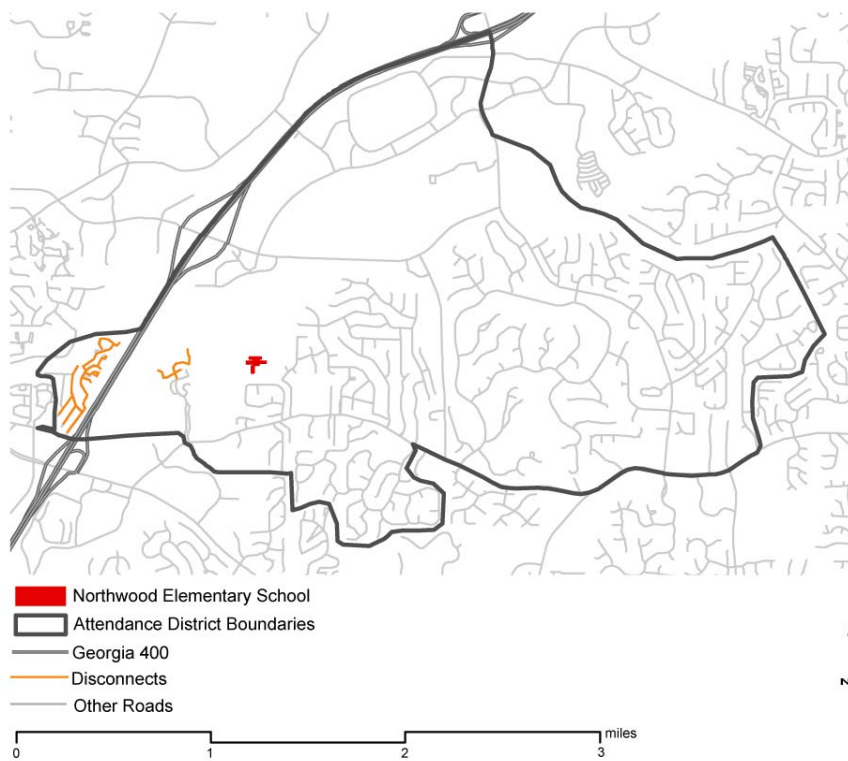 Northwood Elementary School
Attendance District Boundaries
Georgia 400
Disconnects
Other Roads
miles
0 1 2 3